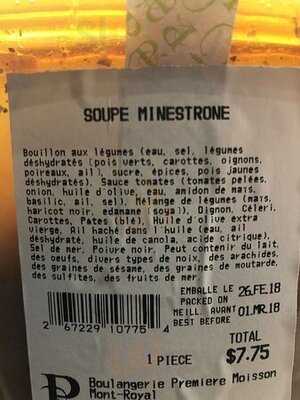 SOUPE MINESTRONE
Bouillon aux légumes (eau, sel, légumes
déshydratés (pois verts, carottes, oignons,
poireaux, ail), sucre, épices, pois jaunes
déshydratés), Sauce tomates (tomates pelées,
onion, huile d'olive, eau, amidon de maïs,
basilic, ail, sel), Mélange de légumes (maïs,
haricot noir, edamame (soya)), Oignon, Céleri,
Carottes, Pates (blé), Huile d'olive extra
vierge, Ail haché dans l'huile (eau, ail
déshydraté, huile de canola, acide citrique),
Sel de mer, Poivre noir, Peut contenir du lait,
des oeufs, divers types de noix, des arachides,
des graines de sésame, des graines de moutarde,
des sulfites, des fruits de mer.
EMBALLE LE 26.FE.18
PACKED ON
MEILL. AVANT 01.MR.18
BEST BEFORE
2 67229 10775 4
TOTAL
1 PIECE $7.75
Boulangerie Premiere Moisson
Mont-Royal